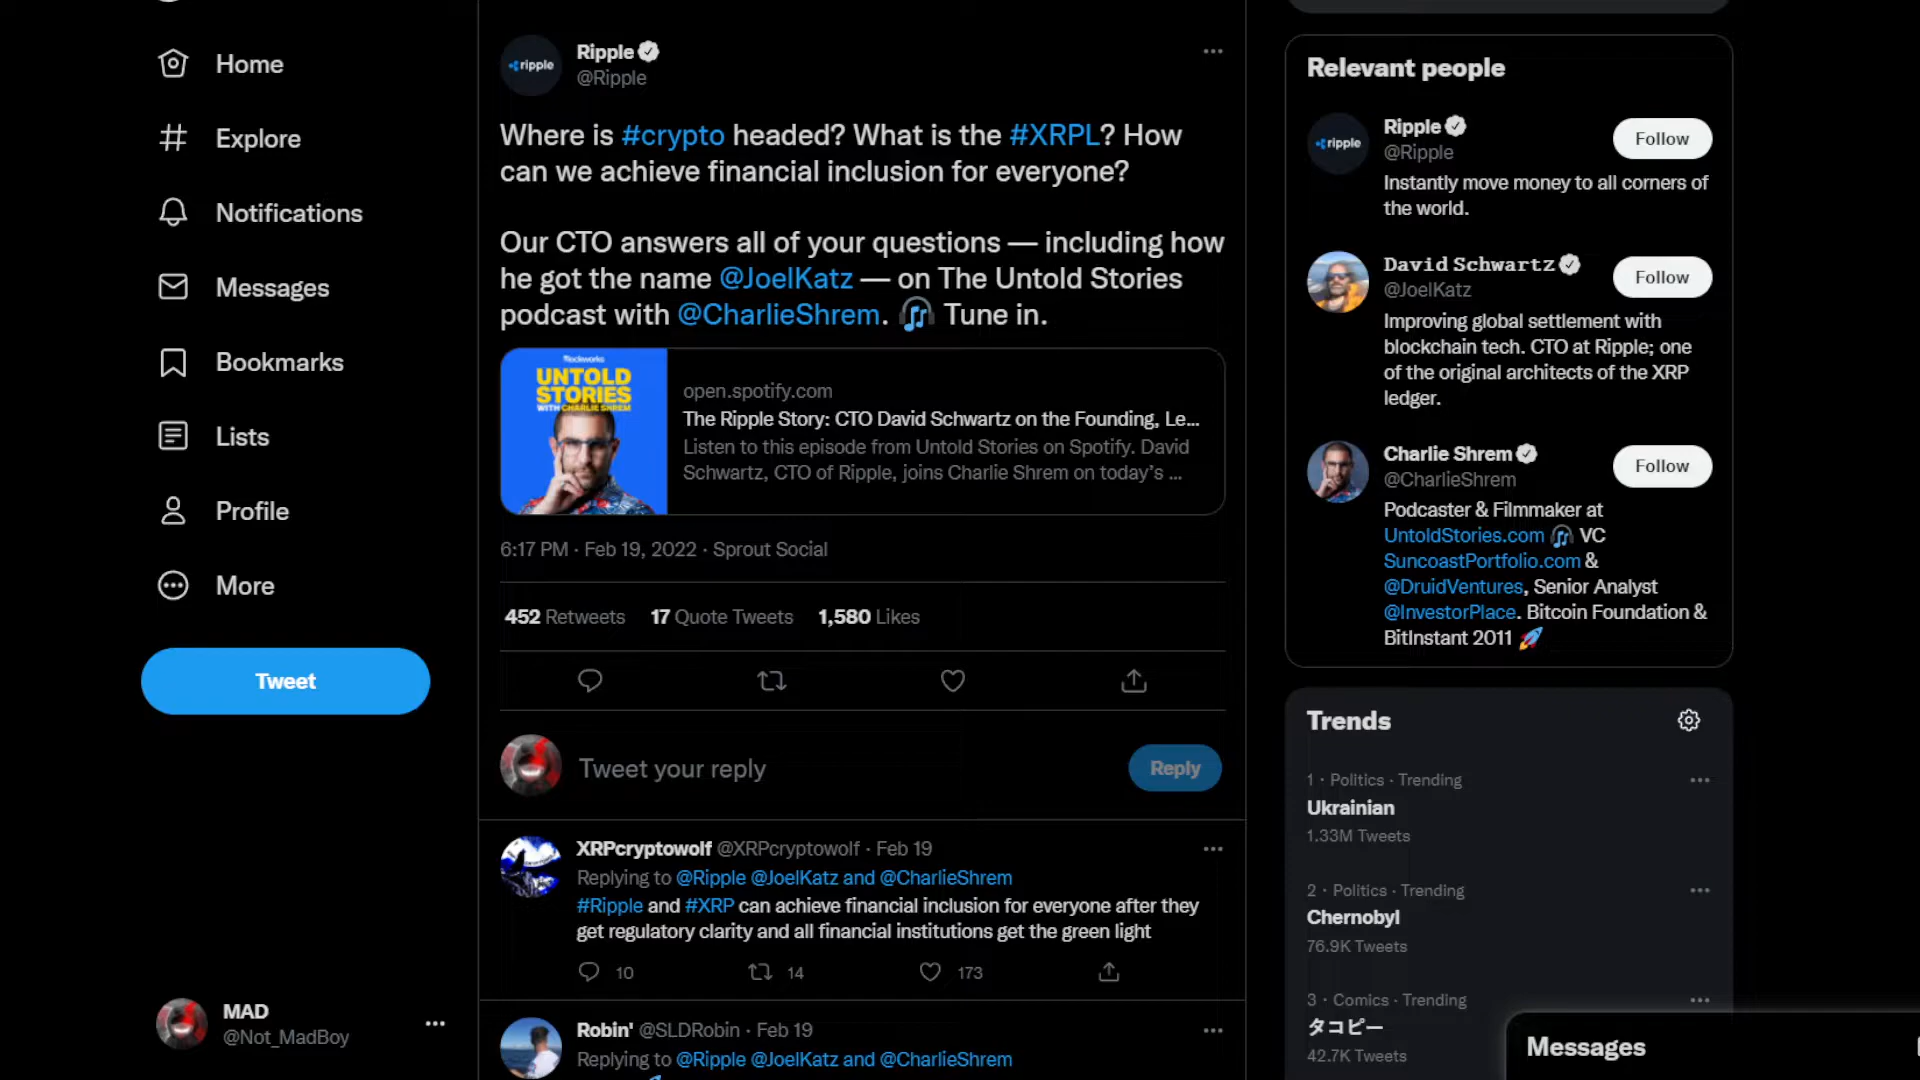 Home
Explore
Notifications
Messages
Bookmarks
Lists
Profile
More
Tweet
MAD
@Not_MadBoy
ripple
Ripple
@Ripple
Where is #crypto headed? What is the #XRPL? How
can we achieve financial inclusion for everyone?
Our CTO answers all of your questions — including how
he got the name @JoelKatz — on The Untold Stories
podcast with @CharlieShrem. 🎧 Tune in.
Blockworks
UNTOLD
STORIES
WITH CHARLIE SHREM
open.spotify.com
The Ripple Story: CTO David Schwartz on the Founding, Le...
Listen to this episode from Untold Stories on Spotify. David
Schwartz, CTO of Ripple, joins Charlie Shrem on today's ...
6:17 PM · Feb 19, 2022 · Sprout Social
452 Retweets 17 Quote Tweets 1,580 Likes
Tweet your reply
Reply
XRPcryptowolf @XRPcryptowolf · Feb 19
Replying to @Ripple @JoelKatz and @CharlieShrem
#Ripple and #XRP can achieve financial inclusion for everyone after they
get regulatory clarity and all financial institutions get the green light
10 14 173
Robin' @SLDRobin · Feb 19
Replying to @Ripple @JoelKatz and @CharlieShrem
Relevant people
ripple
Ripple
@Ripple
Follow
Instantly move money to all corners of
the world.
David Schwartz
@JoelKatz
Follow
Improving global settlement with
blockchain tech. CTO at Ripple; one
of the original architects of the XRP
ledger.
Charlie Shrem
@CharlieShrem
Follow
Podcaster & Filmmaker at
UntoldStories.com 🎧 VC
SuncoastPortfolio.com &
@DruidVentures, Senior Analyst
@InvestorPlace. Bitcoin Foundation &
BitInstant 2011 🚀
Trends
1 · Politics · Trending
Ukrainian
1.33M Tweets
2 · Politics · Trending
Chernobyl
76.9K Tweets
3 · Comics · Trending
タコピー
42.7K Tweets
Messages